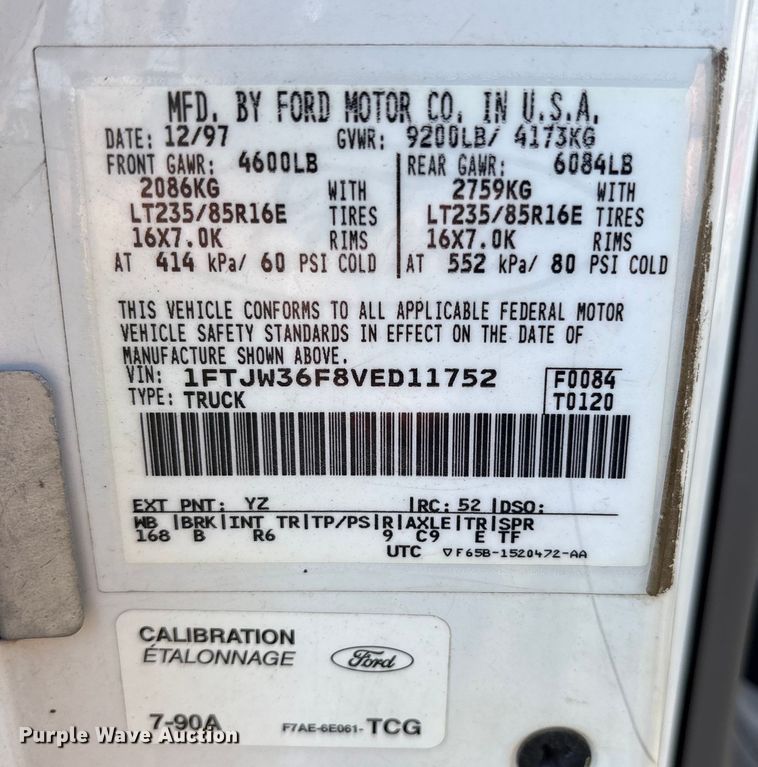 MFD. BY FORD MOTOR CO. IN U.S.A.
DATE: 12/97 GVWR: 9200LB/ 4173KG
FRONT GAWR: 4600LB REAR GAWR: 6084LB
2086KG WITH 2759KG WITH
LT235/85R16E TIRES LT235/85R16E TIRES
16X7.0K RIMS 16X7.0K RIMS
AT 414 kPa/ 60 PSI COLD AT 552 kPa/ 80 PSI COLD
THIS VEHICLE CONFORMS TO ALL APPLICABLE FEDERAL MOTOR
VEHICLE SAFETY STANDARDS IN EFFECT ON THE DATE OF
MANUFACTURE SHOWN ABOVE.
VIN: 1FTJW36F8VED11752 F0084
TYPE: TRUCK T0120
EXT PNT: YZ |RC: 52 |DSO:
WB |BRK|INT TR|TP/PS|R|AXLE|TR|SPR
168 B R6 9 C9 E TF
UTC ▽F65B-1520472-AA
CALIBRATION
ÉTALONNAGE
Ford
7-90A F7AE-6E061-TCG
Purple Wave Auction